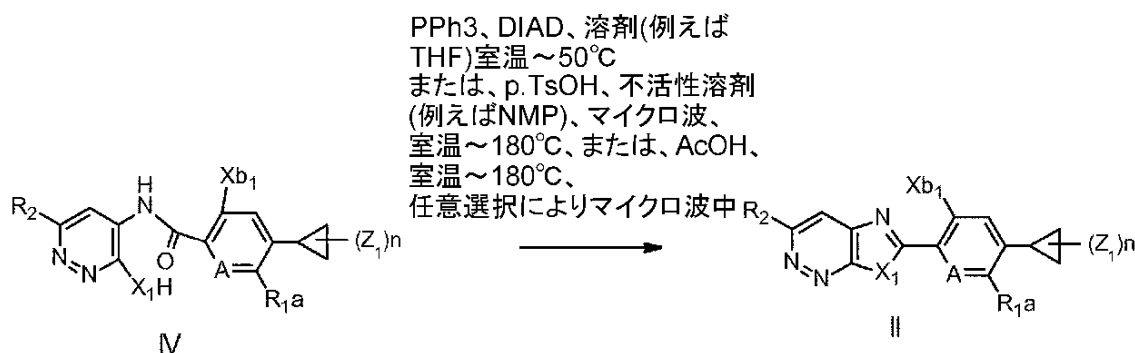 PPh3、DIAD、溶剤(例えば
THF)室温～50℃
または、p.TsOH、不活性溶剤
(例えばNMP)、マイクロ波、
室温～180℃、または、AcOH、
室温～180℃、
任意選択によりマイクロ波中
R2
H
N
Xb1
O
N=N
X1H
A
R1a
(Z1)n
IV
R2
N
Xb1
N=N
X1
A
R1a
(Z1)n
II